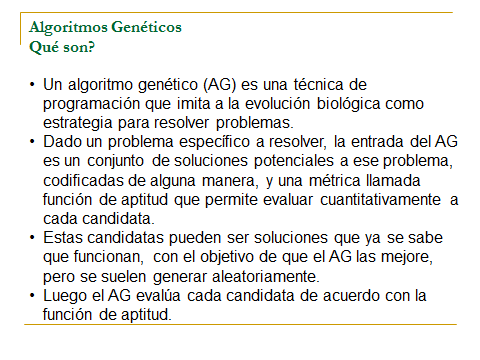 Algoritmos Genéticos
Qué son?
• Un algoritmo genético (AG) es una técnica de
programación que imita a la evolución biológica como
estrategia para resolver problemas.
• Dado un problema específico a resolver, la entrada del AG
es un conjunto de soluciones potenciales a ese problema,
codificadas de alguna manera, y una métrica llamada
función de aptitud que permite evaluar cuantitativamente a
cada candidata.
• Estas candidatas pueden ser soluciones que ya se sabe
que funcionan, con el objetivo de que el AG las mejore,
pero se suelen generar aleatoriamente.
• Luego el AG evalúa cada candidata de acuerdo con la
función de aptitud.